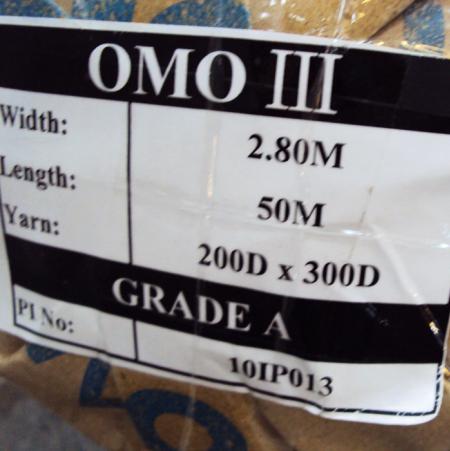 OMO III
Width: 2.80M
Length: 50M
Yarn: 200D x 300D
GRADE A
PI No: 10IP013